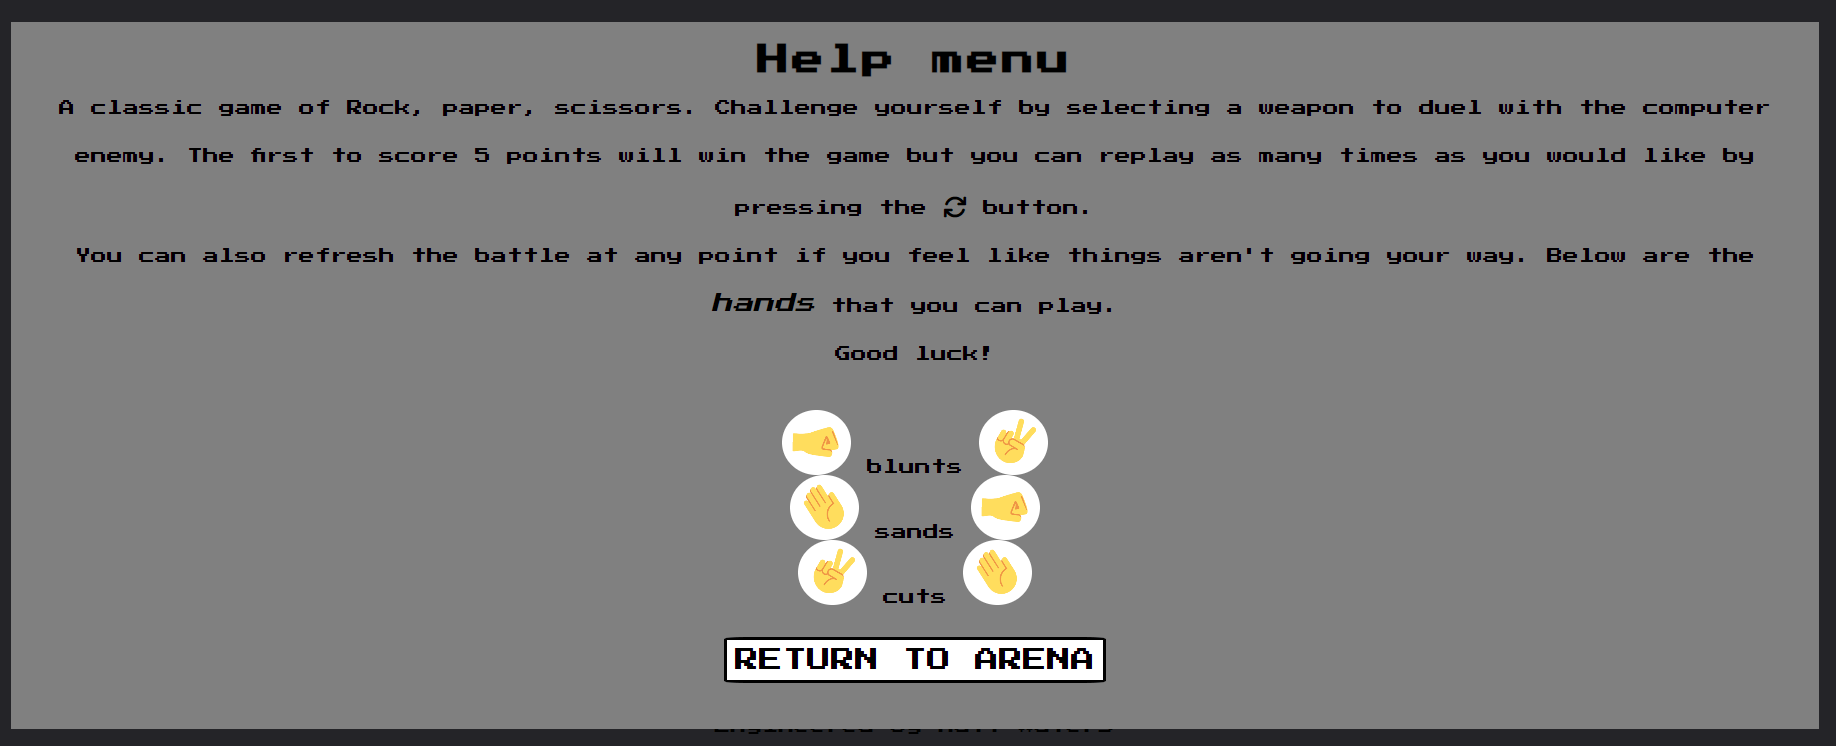 Help menu
A classic game of Rock, paper, scissors. Challenge yourself by selecting a weapon to duel with the computer
enemy. The first to score 5 points will win the game but you can replay as many times as you would like by
pressing the button.
You can also refresh the battle at any point if you feel like things aren't going your way. Below are the
hands that you can play.
Good luck!
blunts
sands
cuts
RETURN TO ARENA
Engineered by